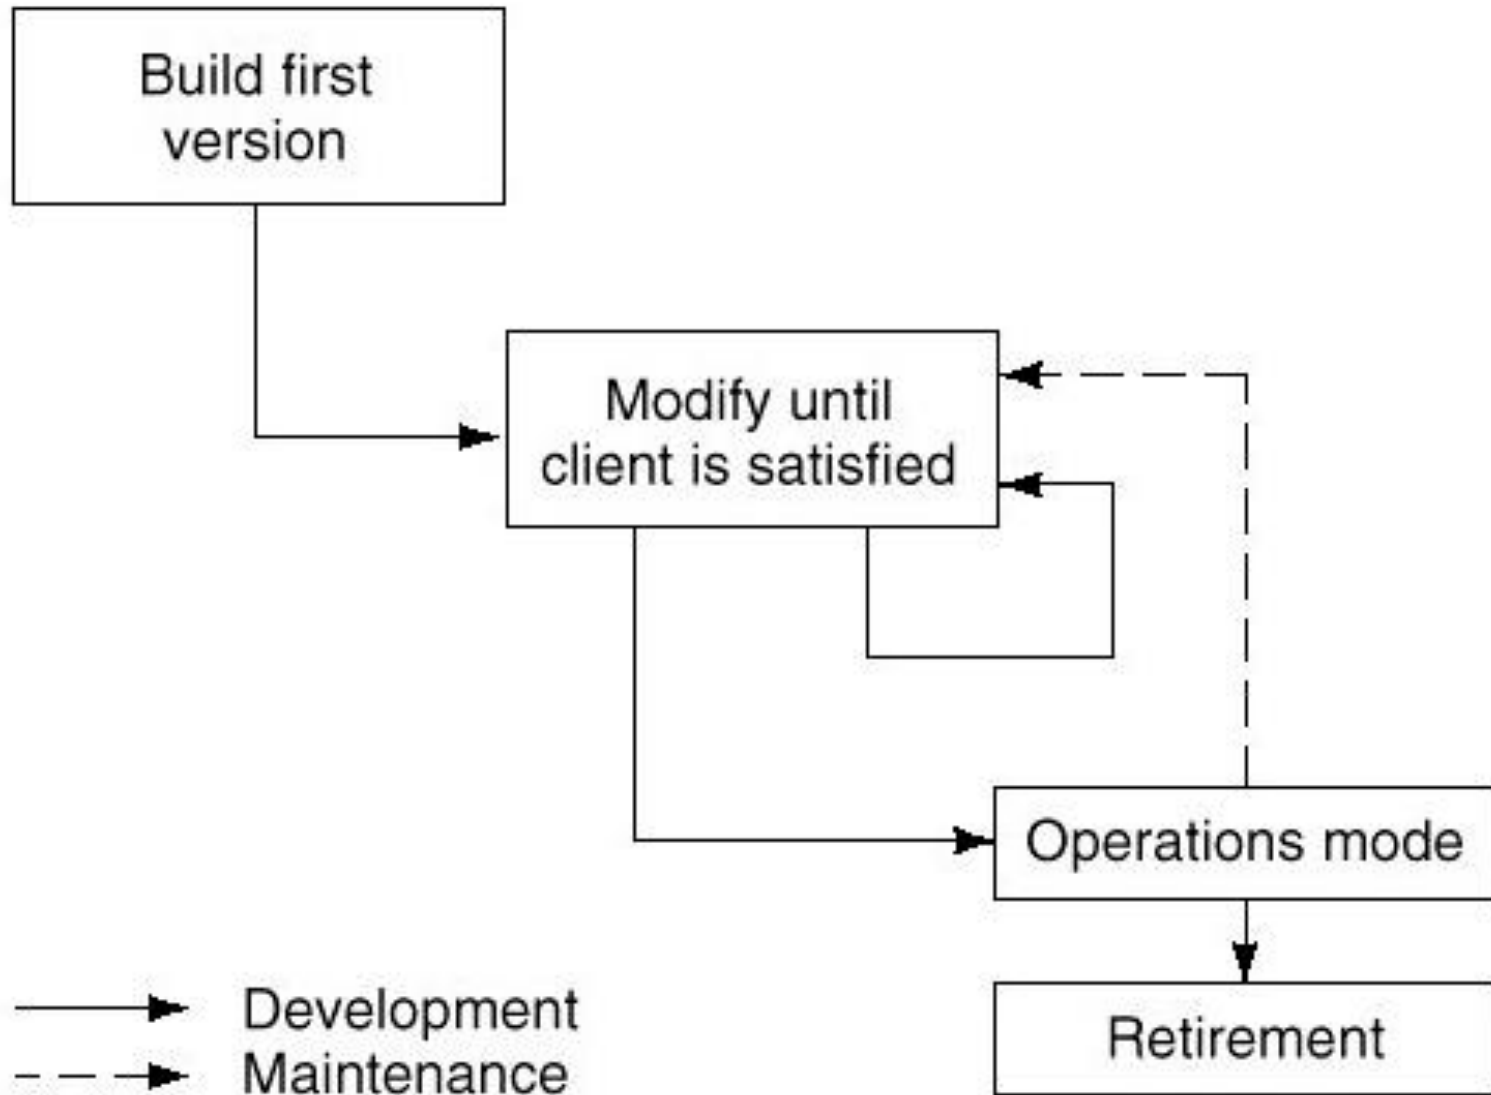 Build first
version
Modify until
client is satisfied
Operations mode
Retirement
Development
Maintenance